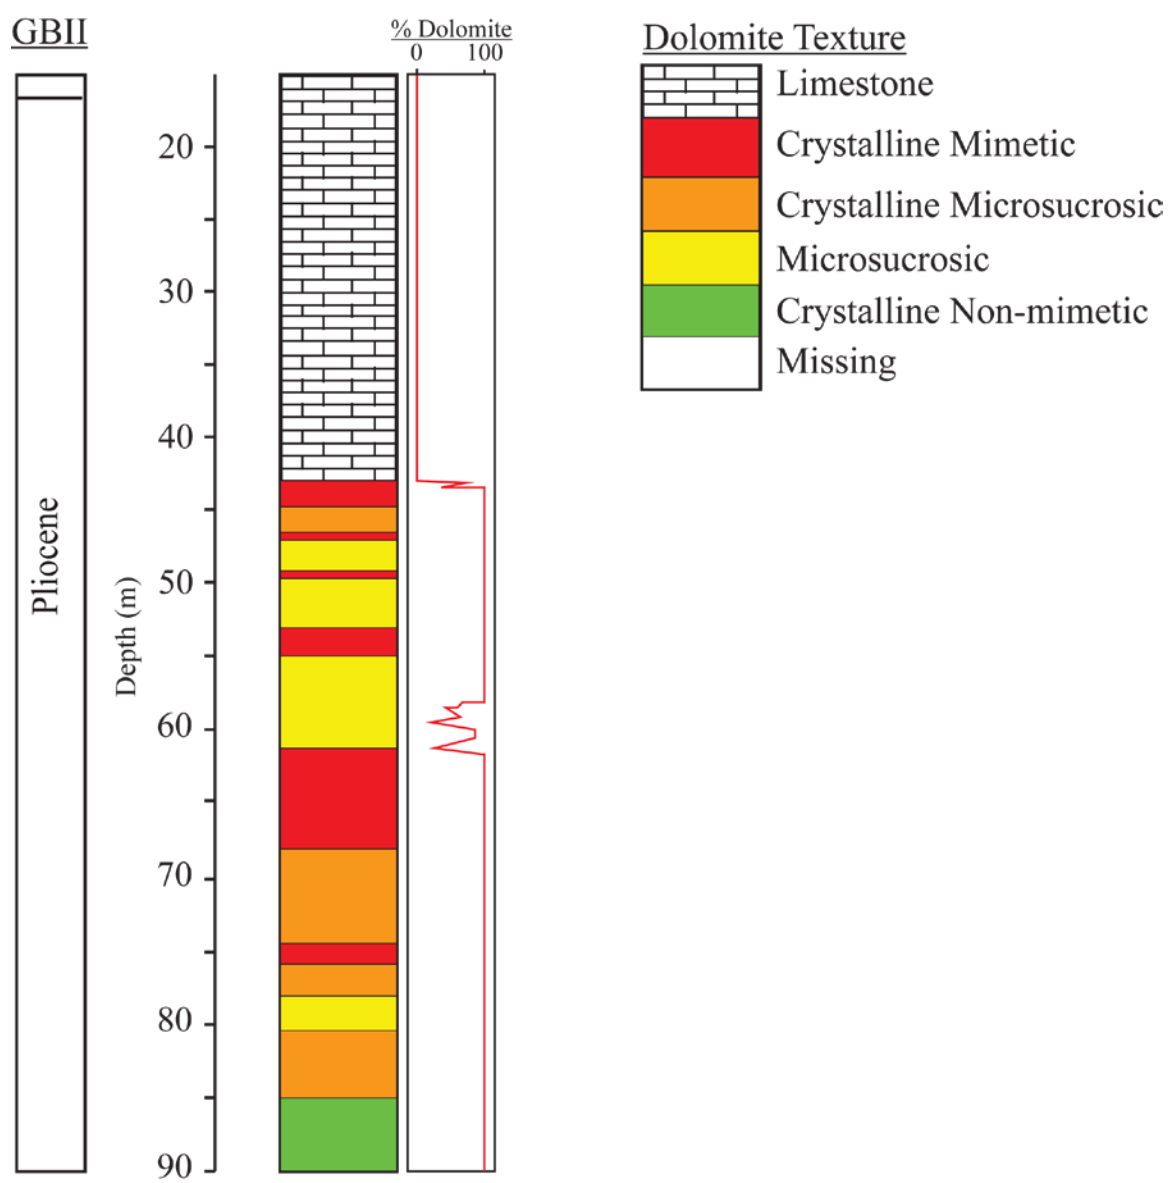 GBII
% Dolomite
0 100
Dolomite Texture
Limestone
Crystalline Mimetic
Crystalline Microsucrosic
Microsucrosic
Crystalline Non-mimetic
Missing
Pliocene
Depth (m)
20
30
40
50
60
70
80
90